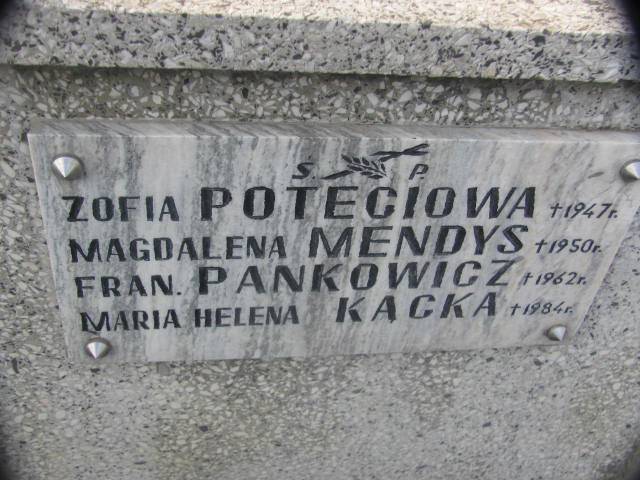 Ś. P.
ZOFIA POTĘCIOWA †1947r.
MAGDALENA MENDYS †1950r.
FRAN. PANKOWICZ †1962r.
MARIA HELENA KĄCKA †1984r.